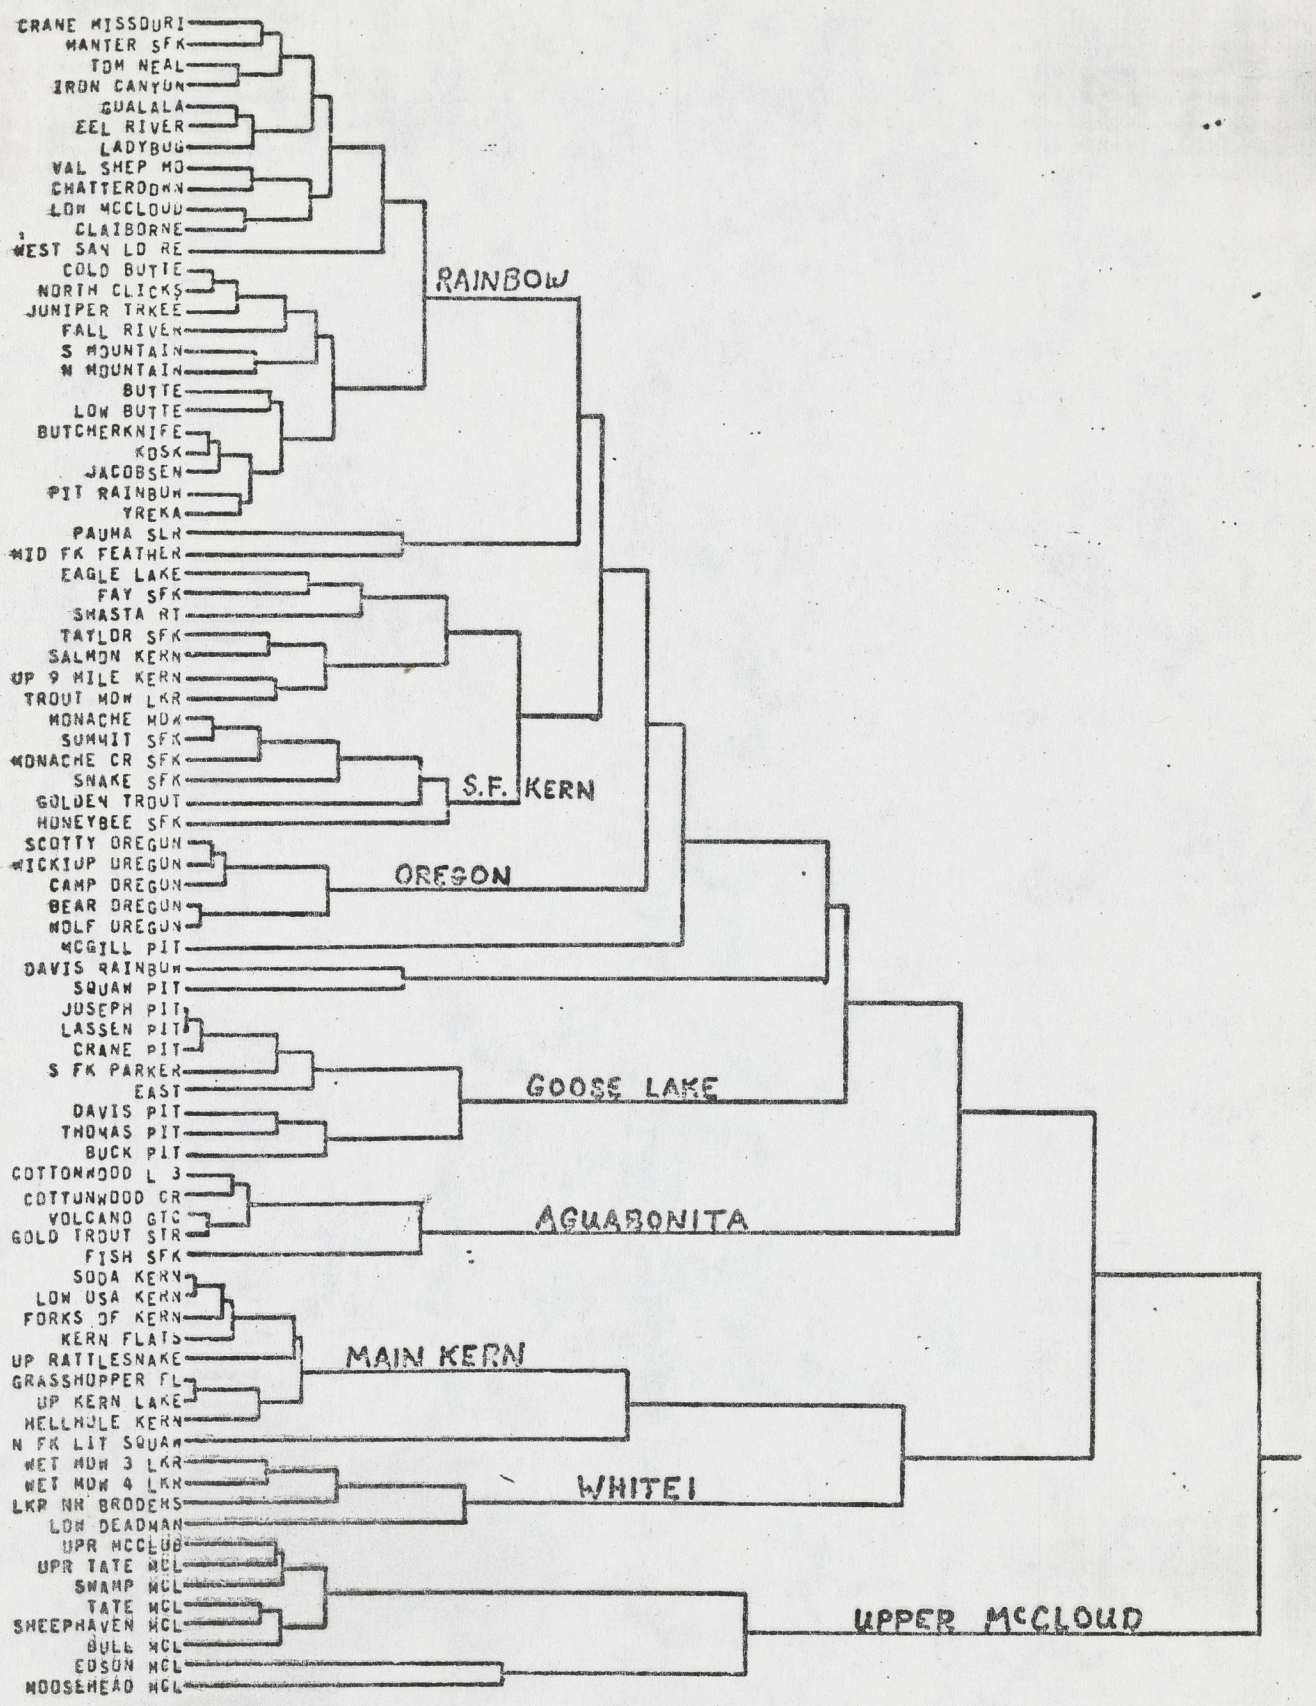 CRANE MISSOURI
MANTER SFK
TOM NEAL
IRON CANYON
GUALALA
EEL RIVER
LADYBUG
VAL SHEP MO
CHATTERDOWN
LOW MCCLOUD
CLAIBORNE
WEST SAN LO RE
COLD BUTTE
RAINBOW
NORTH CLICKS
JUNIPER TRKEE
FALL RIVER
S MOUNTAIN
N MOUNTAIN
BUTTE
LOW BUTTE
BUTCHERKNIFE
KOSK
JACOBSEN
PIT RAINBOW
YREKA
PAUMA SLR
MID FK FEATHER
EAGLE LAKE
FAY SFK
SHASTA RT
TAYLOR SFK
SALMON KERN
UP 9 MILE KERN
TROUT MDW LKR
MONACHE MDW
SUMMIT SFK
MONACHE CR SFK
SNAKE SFK
S.F. KERN
GOLDEN TROUT
HONEYBEE SFK
SCOTTY OREGON
WICKIUP OREGON
CAMP OREGON
OREGON
BEAR OREGON
WOLF OREGON
MCGILL PIT
DAVIS RAINBOW
SQUAW PIT
JOSEPH PIT
LASSEN PIT
CRANE PIT
S FK PARKER
EAST
GOOSE LAKE
DAVIS PIT
THOMAS PIT
BUCK PIT
COTTONWOOD L 3
COTTONWOOD CR
VOLCANO GTC
AGUABONITA
GOLD TROUT STR
FISH SFK
SODA KERN
LOW USA KERN
FORKS OF KERN
KERN FLATS
UP RATTLESNAKE
MAIN KERN
GRASSHOPPER FL
UP KERN LAKE
HELLHOLE KERN
N FK LIT SQUAW
WET MDW 3 LKR
WET MDW 4 LKR
WHITEI
LKR NR BRODERS
LOW DEADMAN
UPR MCCLUD
UPR TATE MCL
SWAMP MCL
TATE MCL
SHEEPHAVEN MCL
UPPER McCLOUD
BULL MCL
EDSON MCL
MOOSEHEAD MCL